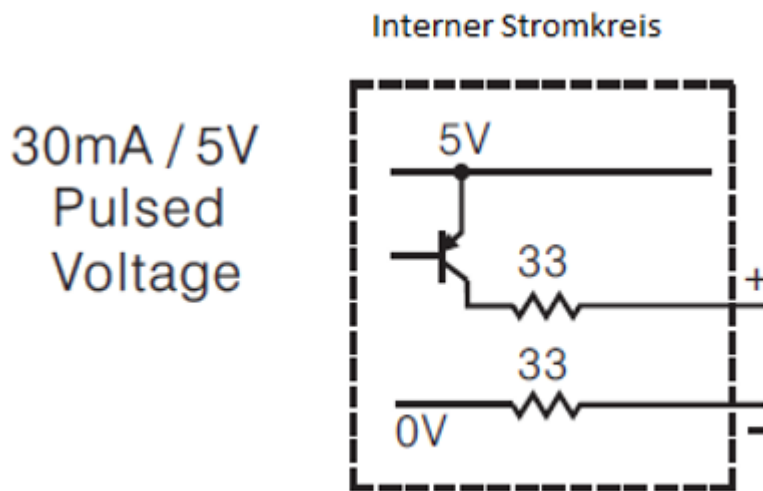 Interner Stromkreis
30mA / 5V
Pulsed
Voltage
5V
33
+
33
0V
-